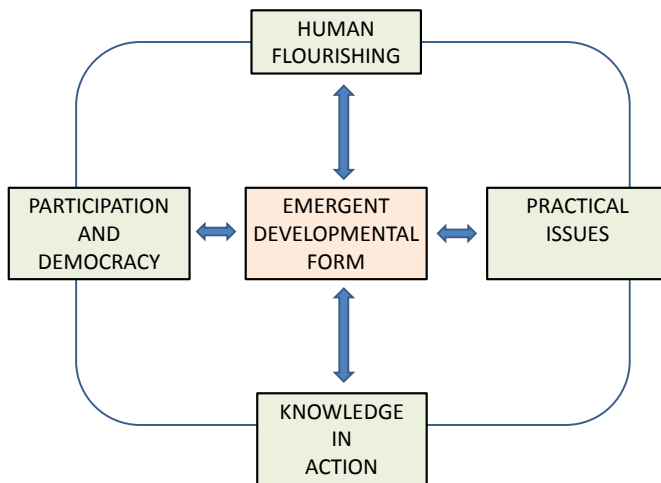 HUMAN
FLOURISHING
PARTICIPATION
AND
DEMOCRACY
EMERGENT
DEVELOPMENTAL
FORM
PRACTICAL
ISSUES
KNOWLEDGE
IN
ACTION